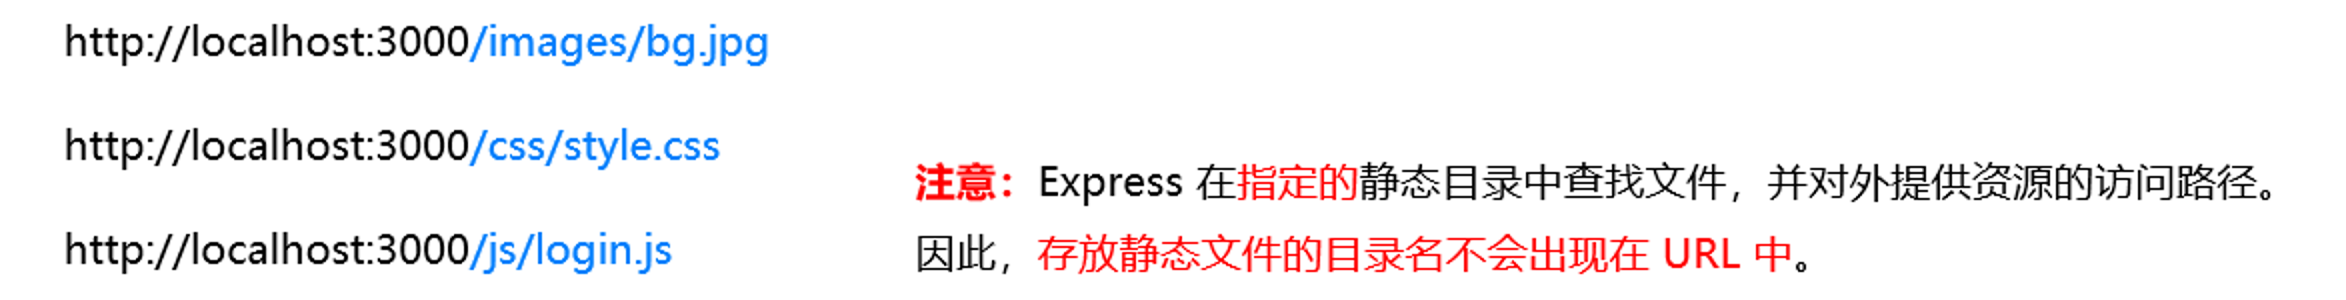 http://localhost:3000/images/bg.jpg
http://localhost:3000/css/style.css
http://localhost:3000/js/login.js
注意：Express 在指定的静态目录中查找文件，并对外提供资源的访问路径。
因此，存放静态文件的目录名不会出现在 URL 中。